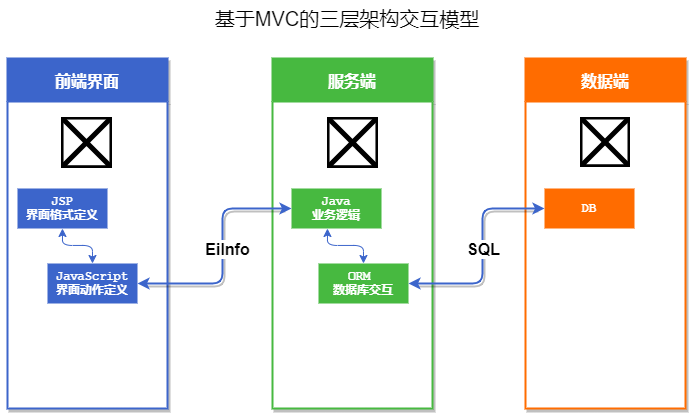 基于MVC的三层架构交互模型
前端界面
服务端
数据端
JSP
界面格式定义
Java
业务逻辑
DB
EiInfo
SQL
JavaScript
界面动作定义
ORM
数据库交互